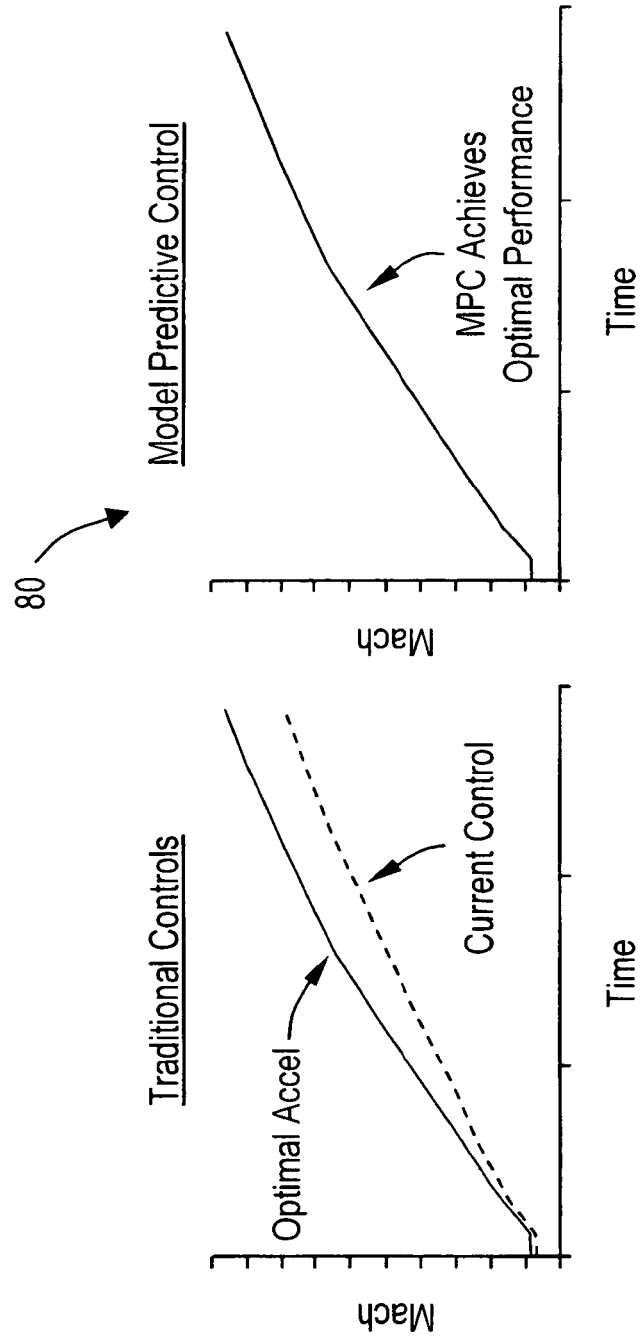 80
Traditional Controls
Optimal Accel
Current Control
Mach
Time
Model Predictive Control
MPC Achieves
Optimal Performance
Mach
Time